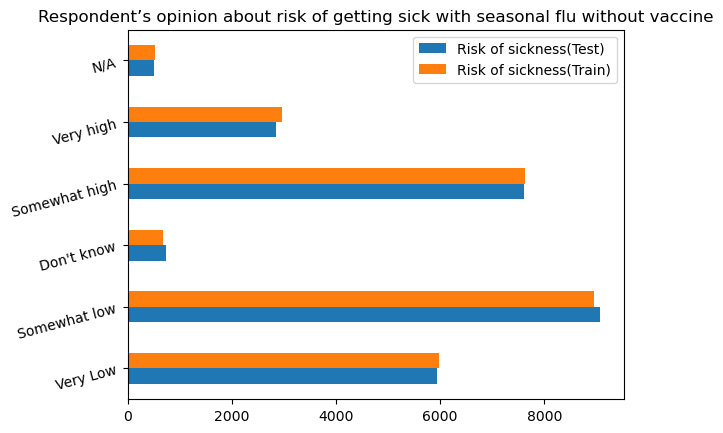 Respondent’s opinion about risk of getting sick with seasonal flu without vaccine
Risk of sickness(Test)
Risk of sickness(Train)
N/A
Very high
Somewhat high
Don't know
Somewhat low
Very Low
0 2000 4000 6000 8000